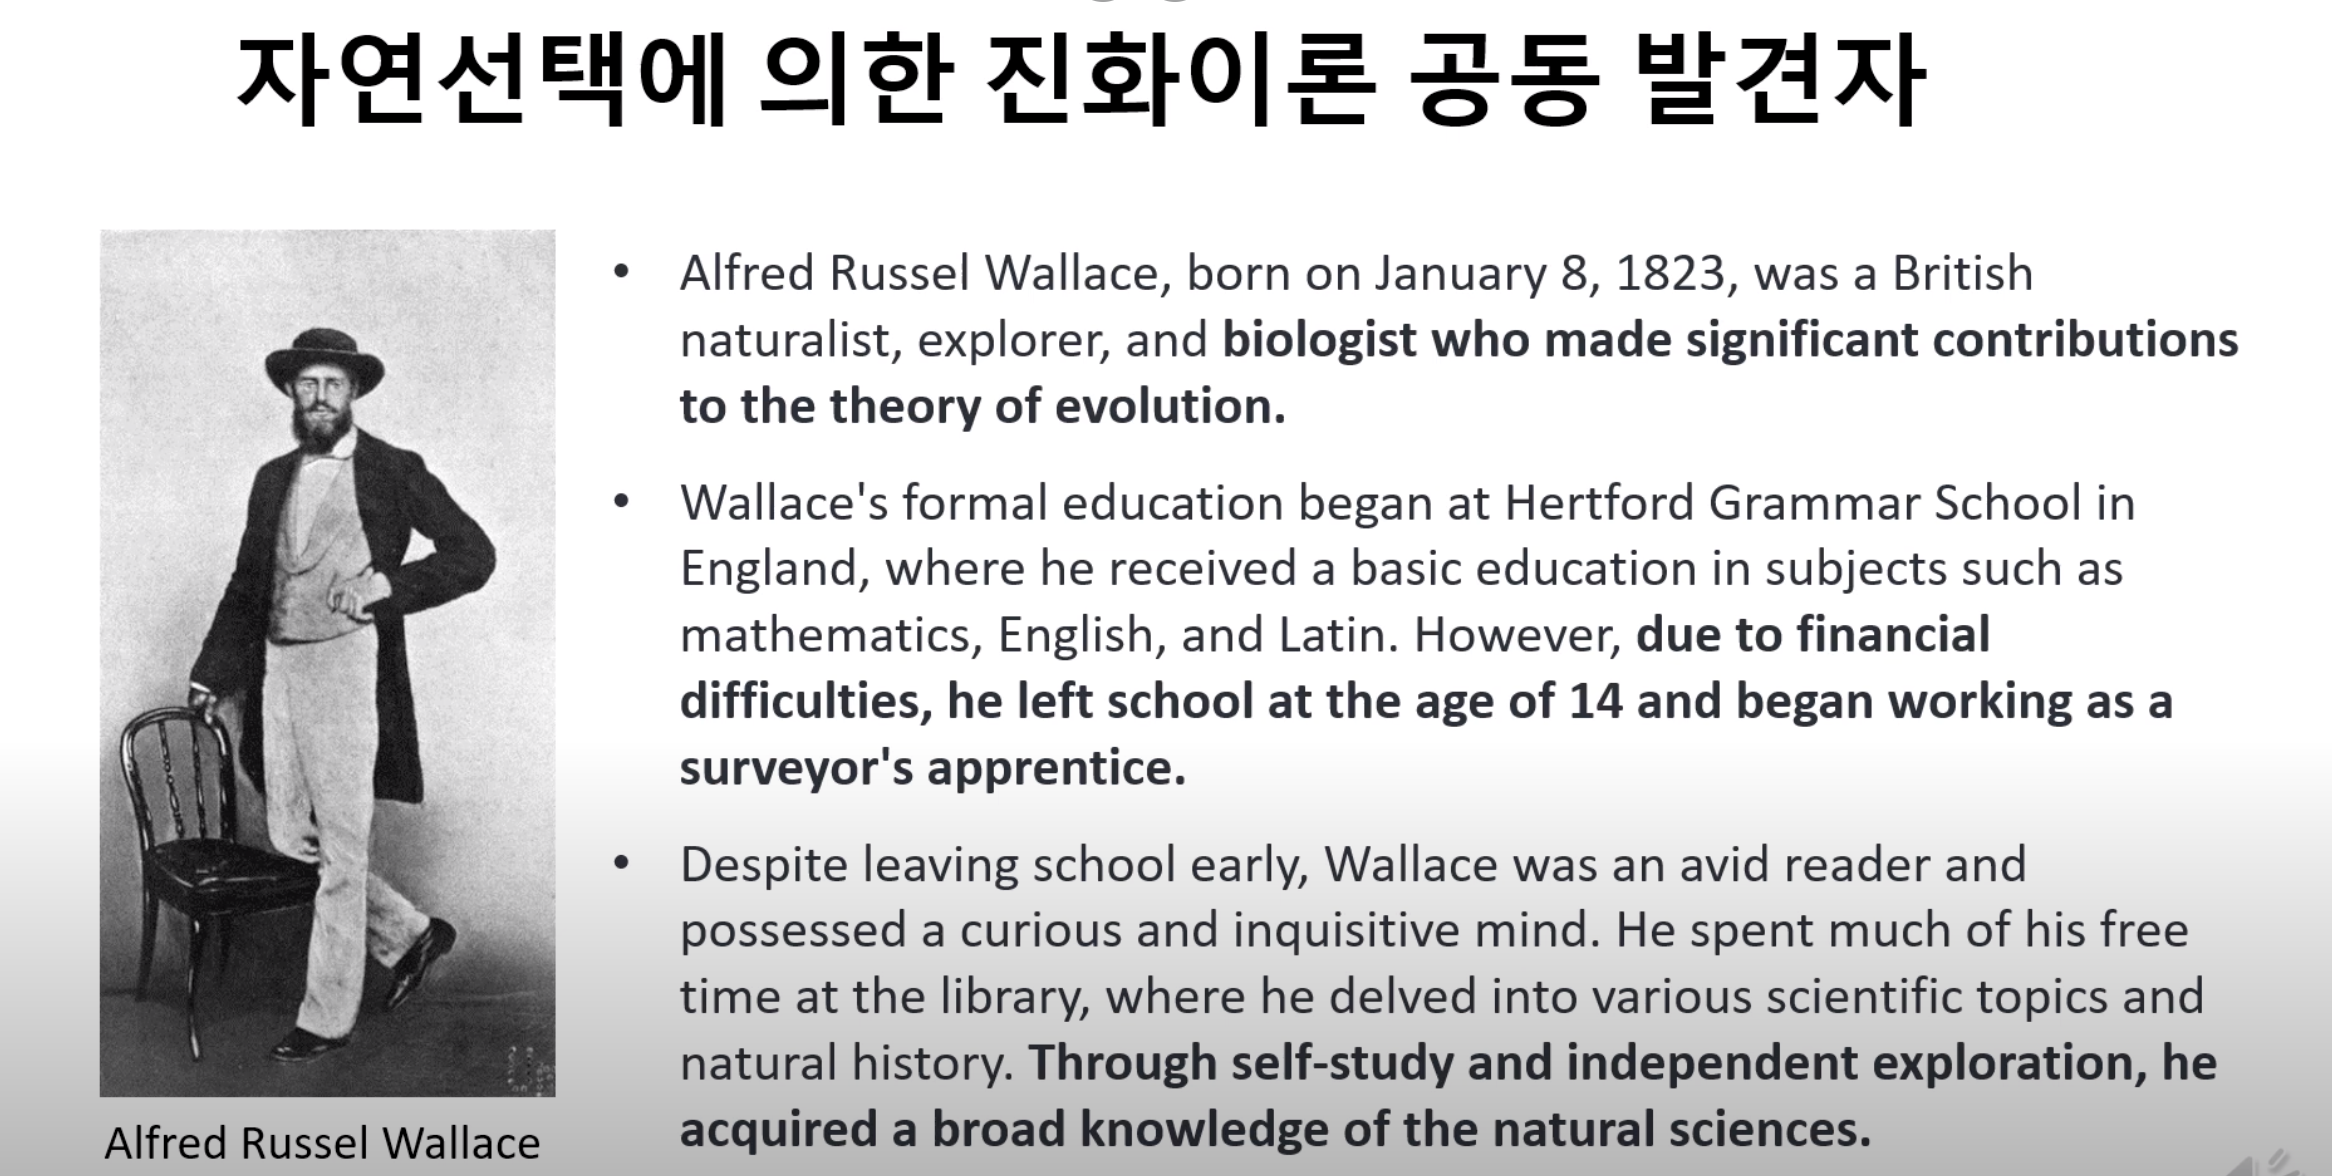 자연선택에 의한 진화이론 공동 발견자
• Alfred Russel Wallace, born on January 8, 1823, was a British
naturalist, explorer, and biologist who made significant contributions
to the theory of evolution.
• Wallace's formal education began at Hertford Grammar School in
England, where he received a basic education in subjects such as
mathematics, English, and Latin. However, due to financial
difficulties, he left school at the age of 14 and began working as a
surveyor's apprentice.
• Despite leaving school early, Wallace was an avid reader and
possessed a curious and inquisitive mind. He spent much of his free
time at the library, where he delved into various scientific topics and
natural history. Through self-study and independent exploration, he
acquired a broad knowledge of the natural sciences.
Alfred Russel Wallace